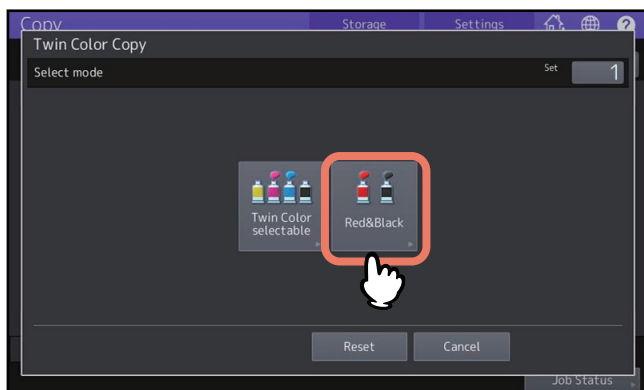 Copy
Storage
Settings
?
Twin Color Copy
Select mode
Set
1
Twin Color
selectable
Red&Black
Reset
Cancel
Job Status